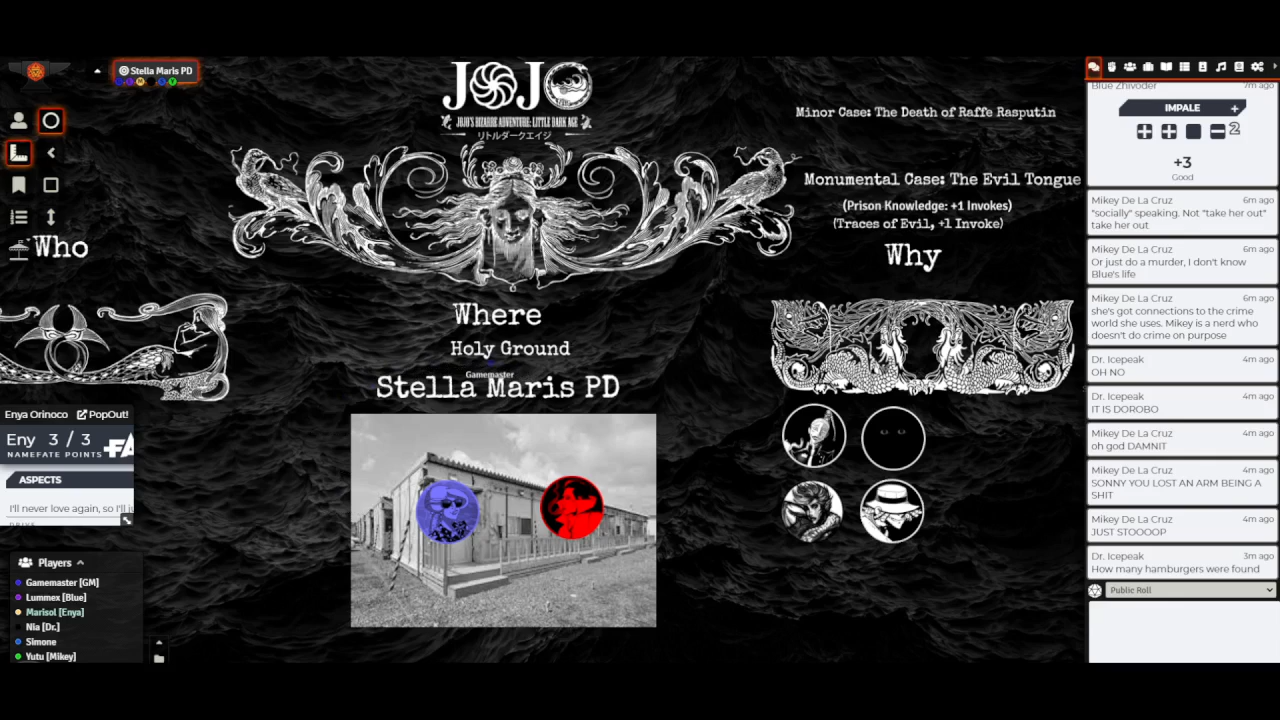 Stella Maris PD
Who
Enya Orinoco PopOut!
Eny 3 / 3
NAME FATE POINTS
ASPECTS
I'll never love again, so I'll is
Players
Gamemaster [GM]
Lummex [Blue]
Marisol [Enya]
Nia [Dr.]
Simone
Yutu [Mikey]
JOJO
JOJO'S BIZARRE ADVENTURE: LITTLE DARK AGE
リトルダークエイジ
Where
Holy Ground
Gamemaster
Stella Maris PD
Minor Case: The Death of Raffe Rasputin
Monumental Case: The Evil Tongue
(Prison Knowledge: +1 Invokes)
(Traces of Evil, +1 Invoke)
Why
Blue Zhivoder 7m ago
IMPALE +
2
+3
Good
Mikey De La Cruz 6m ago
"socially" speaking. Not "take her out"
take her out
Mikey De La Cruz 6m ago
Or just do a murder, I don't know
Blue's life
Mikey De La Cruz 6m ago
she's got connections to the crime
world she uses. Mikey is a nerd who
doesn't do crime on purpose
Dr. Icepeak 4m ago
OH NO
Dr. Icepeak 4m ago
IT IS DOROBO
Mikey De La Cruz 4m ago
oh god DAMNIT
Mikey De La Cruz 4m ago
SONNY YOU LOST AN ARM BEING A
SHIT
Mikey De La Cruz 4m ago
JUST STOOOOP
Dr. Icepeak 3m ago
How many hamburgers were found
Public Roll